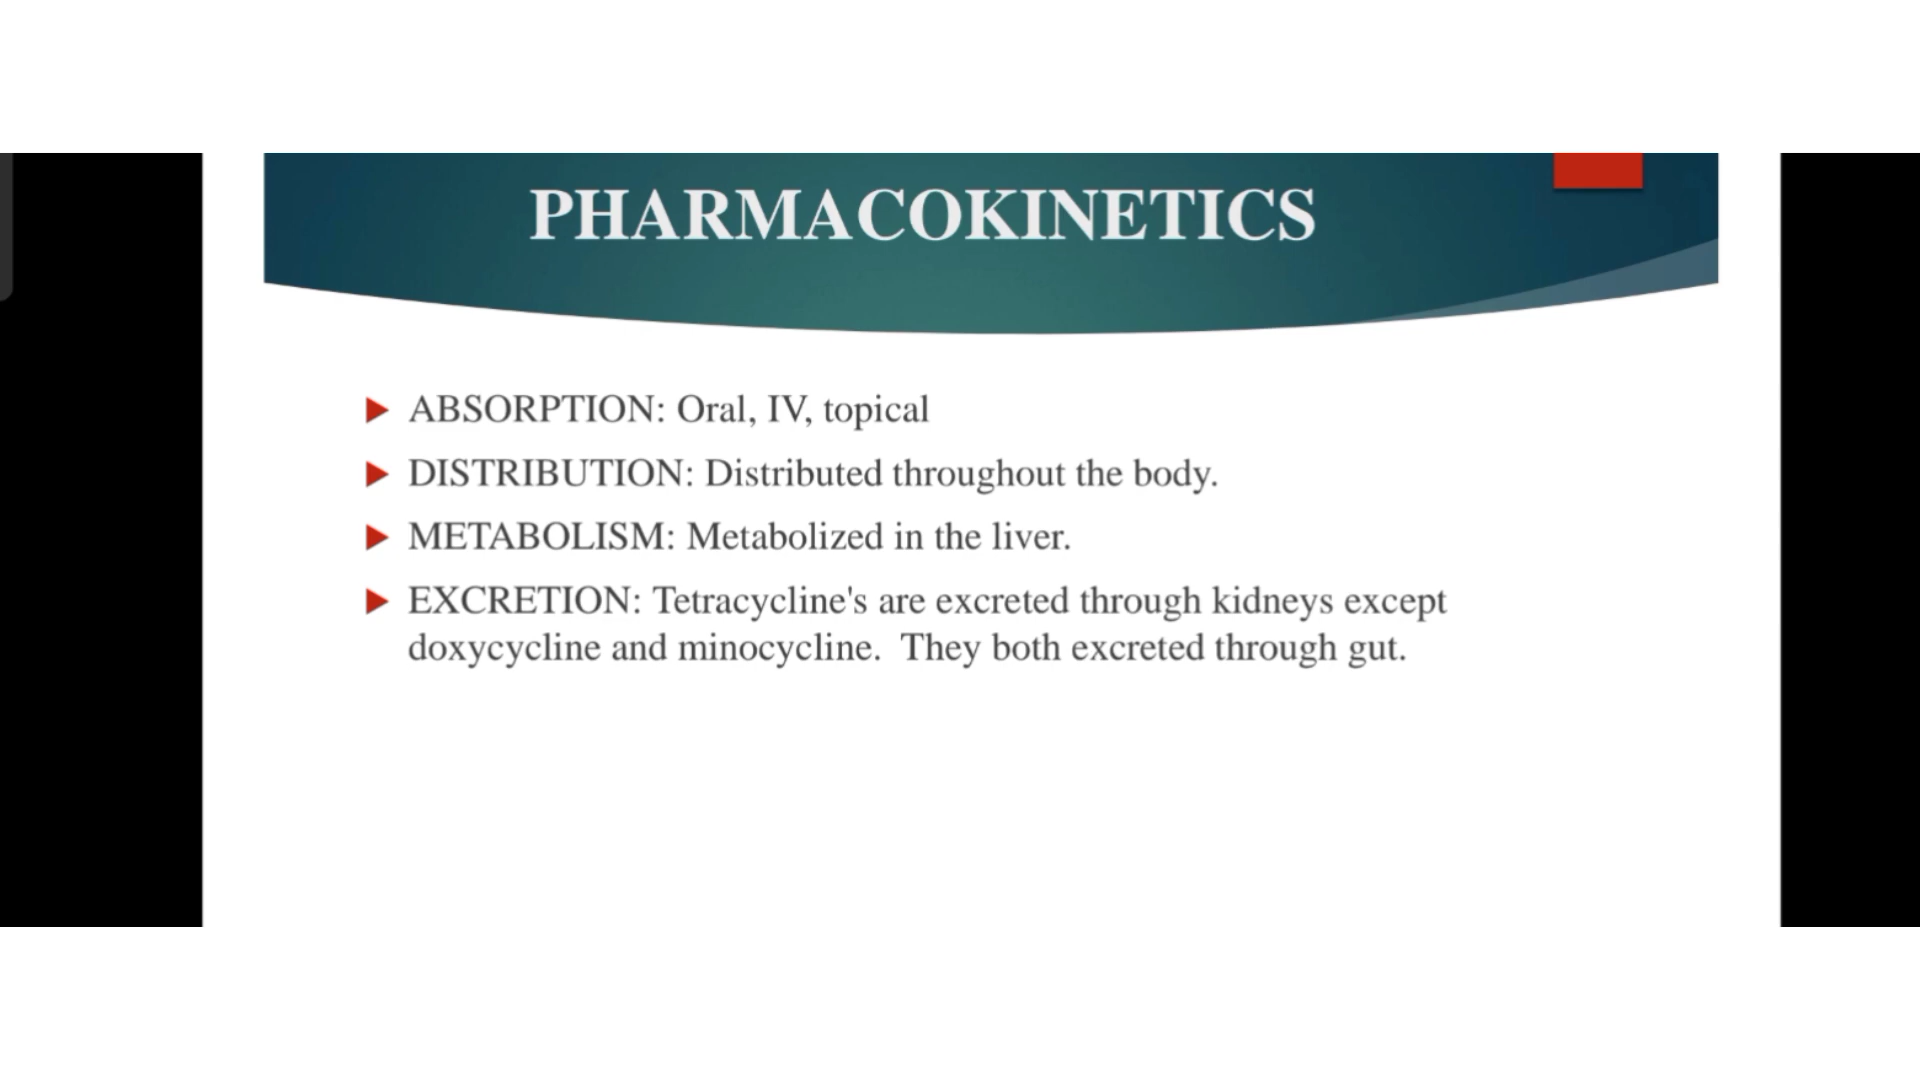 PHARMACOKINETICS
ABSORPTION: Oral, IV, topical
DISTRIBUTION: Distributed throughout the body.
METABOLISM: Metabolized in the liver.
EXCRETION: Tetracycline's are excreted through kidneys except
doxycycline and minocycline.  They both excreted through gut.